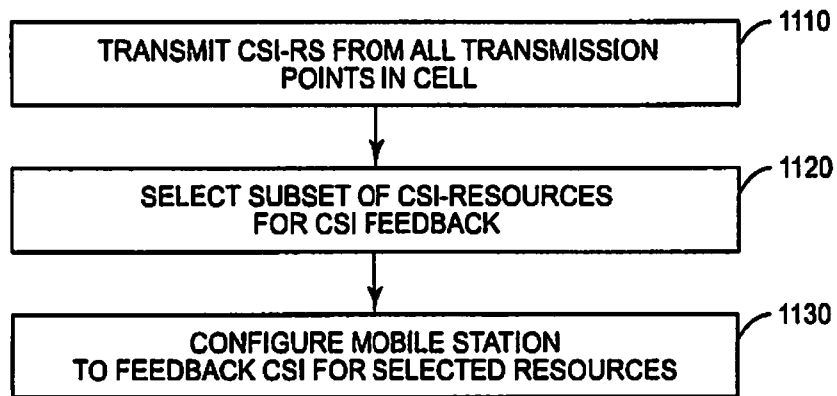 1110
TRANSMIT CSI-RS FROM ALL TRANSMISSION
POINTS IN CELL
1120
SELECT SUBSET OF CSI-RESOURCES
FOR CSI FEEDBACK
1130
CONFIGURE MOBILE STATION
TO FEEDBACK CSI FOR SELECTED RESOURCES